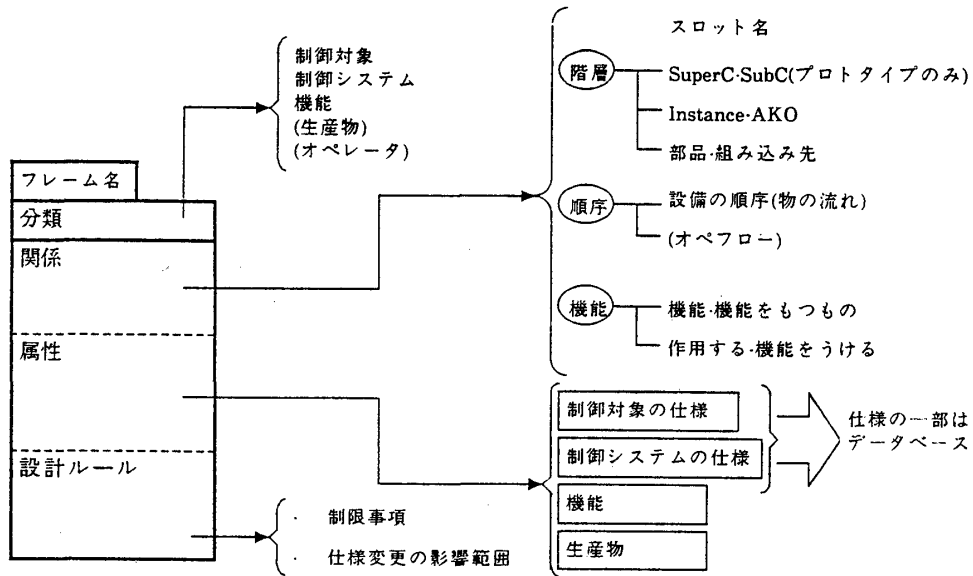 スロット名
制御対象
制御システム
機能
(生産物)
(オペレータ)
階層
SuperC·SubC(プロトタイプのみ)
Instance·AKO
部品·組み込み先
フレーム名
分類
関係
属性
設計ルール
順序
設備の順序(物の流れ)
(オペフロー)
機能
機能·機能をもつもの
作用する·機能をうける
制御対象の仕様
制御システムの仕様
機能
生産物
仕様の一部は
データベース
· 制限事項
· 仕様変更の影響範囲